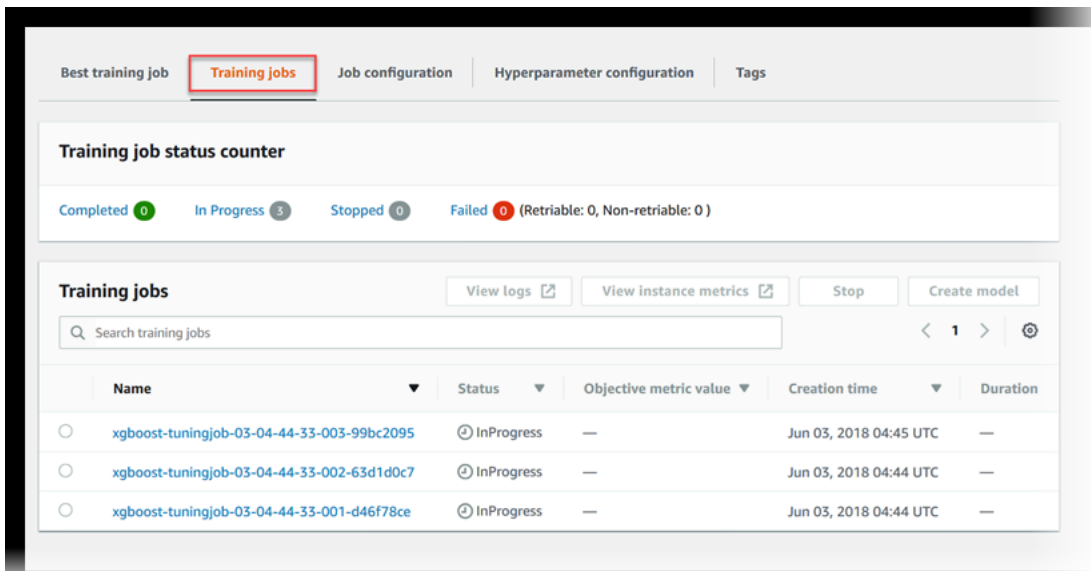 Best training job Training jobs Job configuration Hyperparameter configuration Tags
Training job status counter
Completed 0 In Progress 3 Stopped 0 Failed 0 (Retriable: 0, Non-retriable: 0 )
Training jobs View logs View instance metrics Stop Create model
Search training jobs 1
Name Status Objective metric value Creation time Duration
xgboost-tuningjob-03-04-44-33-003-99bc2095 InProgress — Jun 03, 2018 04:45 UTC —
xgboost-tuningjob-03-04-44-33-002-63d1d0c7 InProgress — Jun 03, 2018 04:44 UTC —
xgboost-tuningjob-03-04-44-33-001-d46f78ce InProgress — Jun 03, 2018 04:44 UTC —